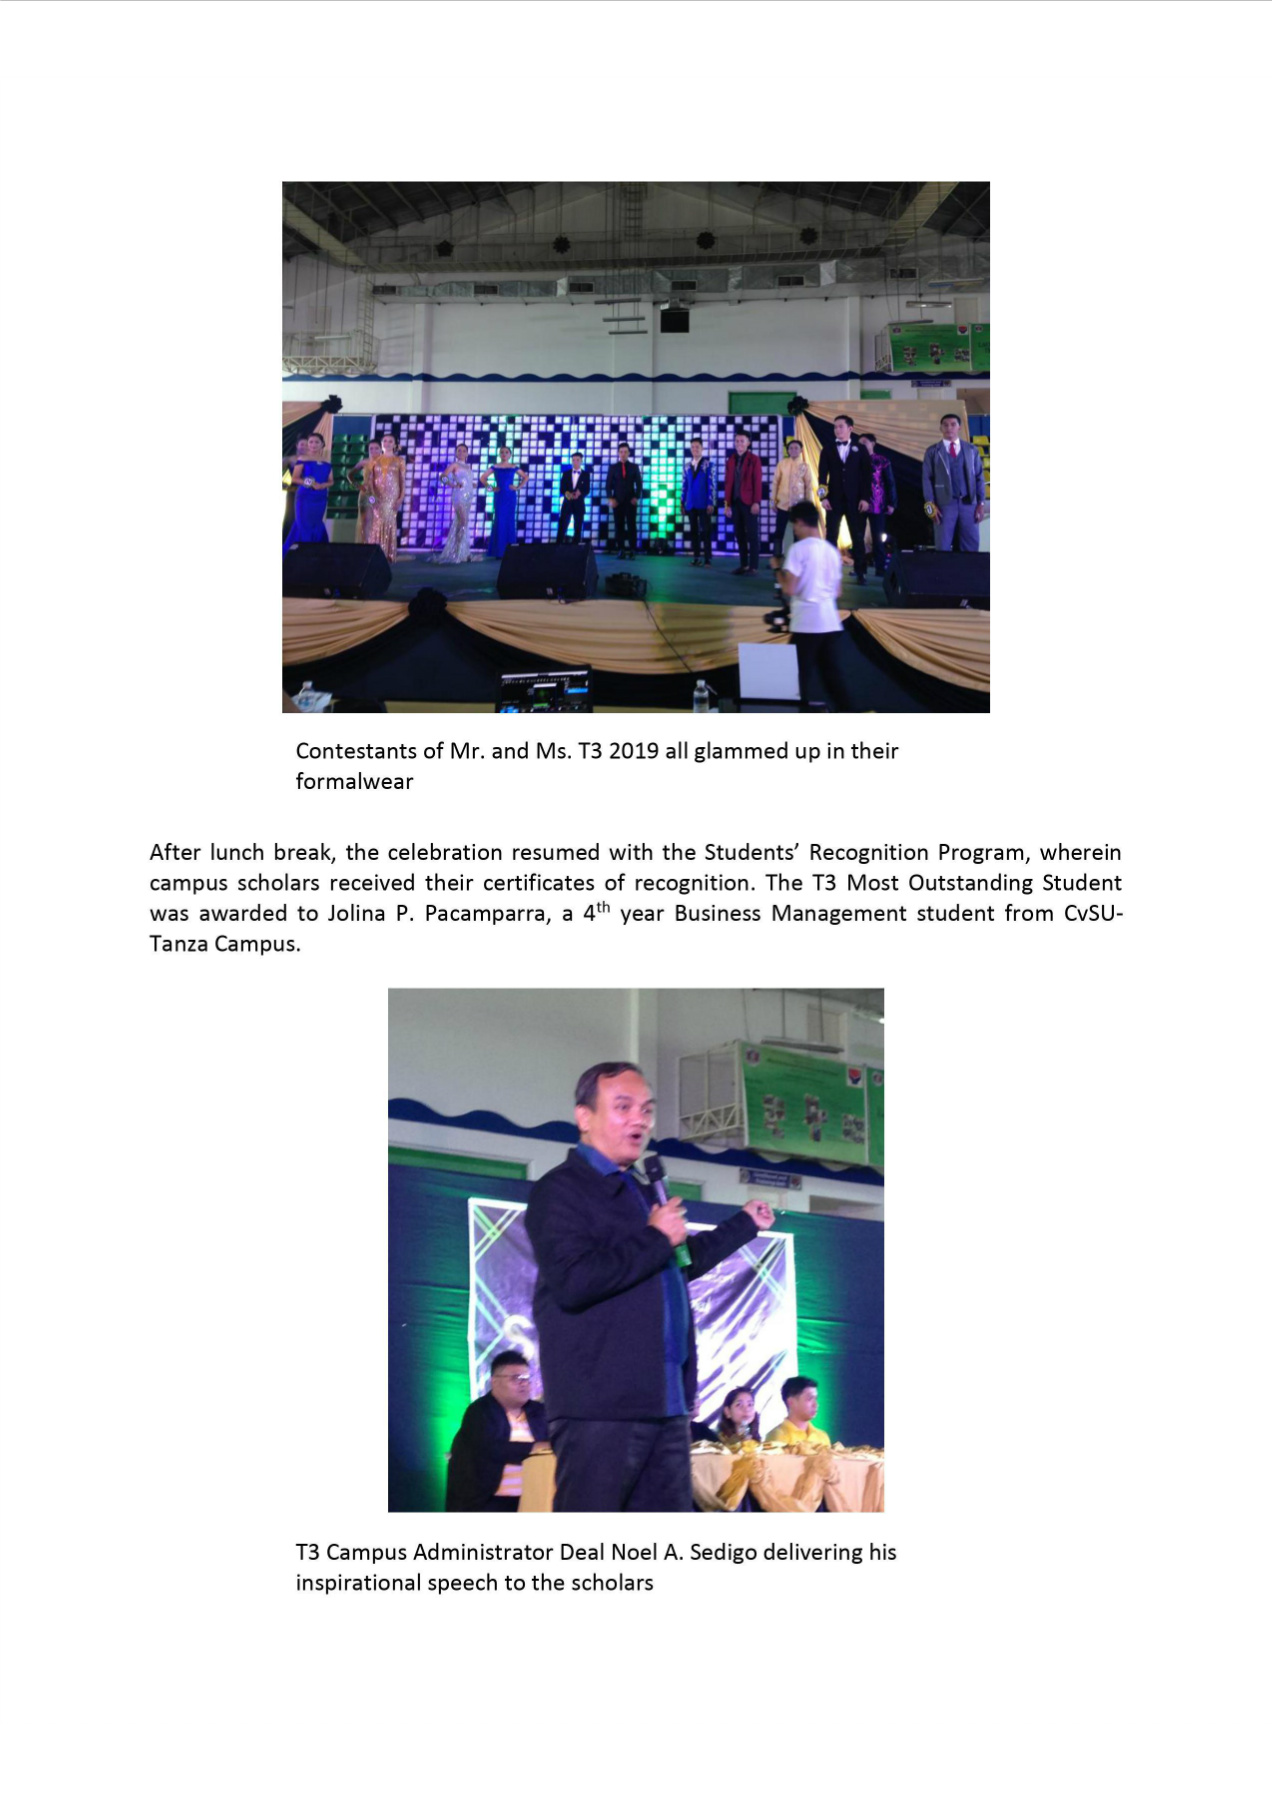 Contestants of Mr. and Ms. T3 2019 all glammed up in their
formalwear
After lunch break, the celebration resumed with the Students’ Recognition Program, wherein
campus scholars received their certificates of recognition. The T3 Most Outstanding Student
was awarded to Jolina P. Pacamparra, a 4th year Business Management student from CvSU-
Tanza Campus.
T3 Campus Administrator Deal Noel A. Sedigo delivering his
inspirational speech to the scholars